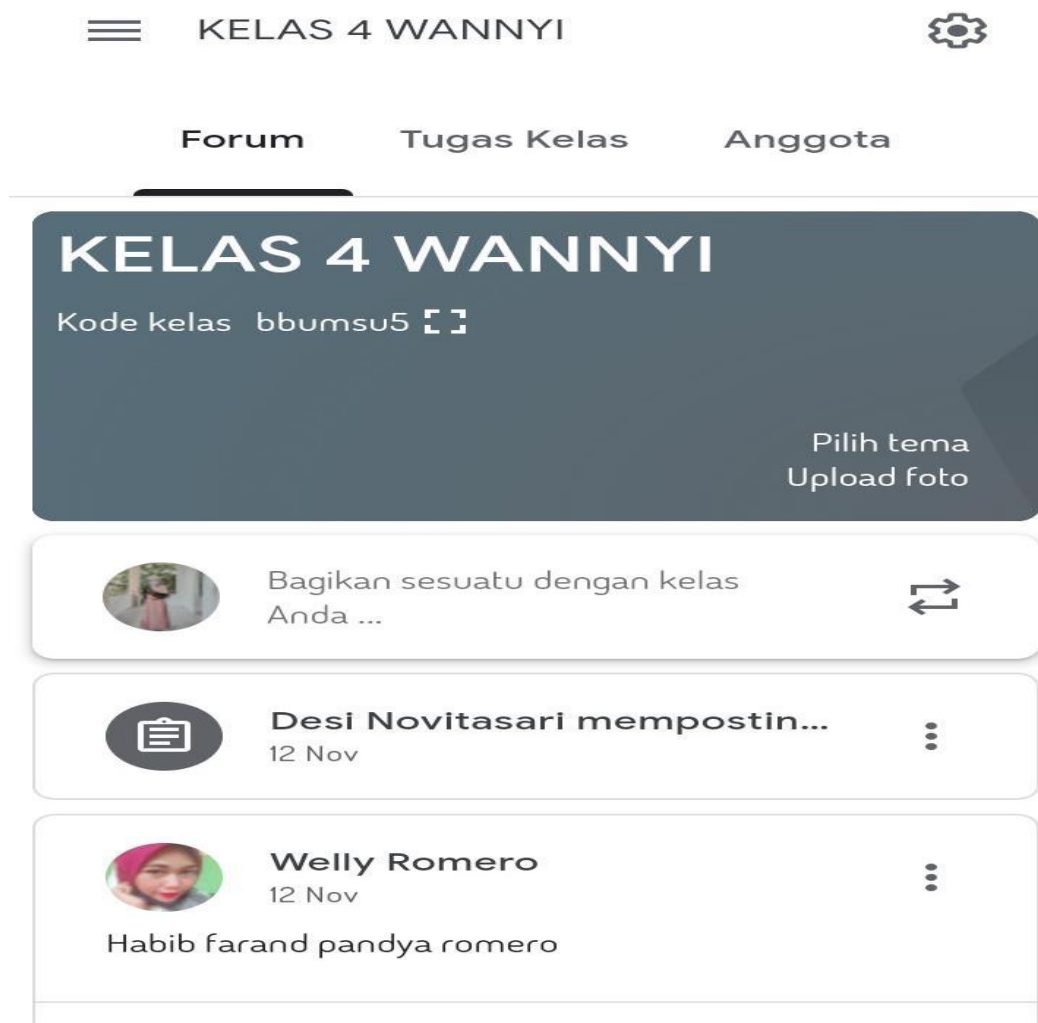 KELAS 4 WANNYI
Forum Tugas Kelas Anggota
KELAS 4 WANNYI
Kode kelas bbumsu5
Pilih tema
Upload foto
Bagikan sesuatu dengan kelas
Anda ...
Desi Novitasari mempostin...
12 Nov
Welly Romero
12 Nov
Habib farand pandya romero